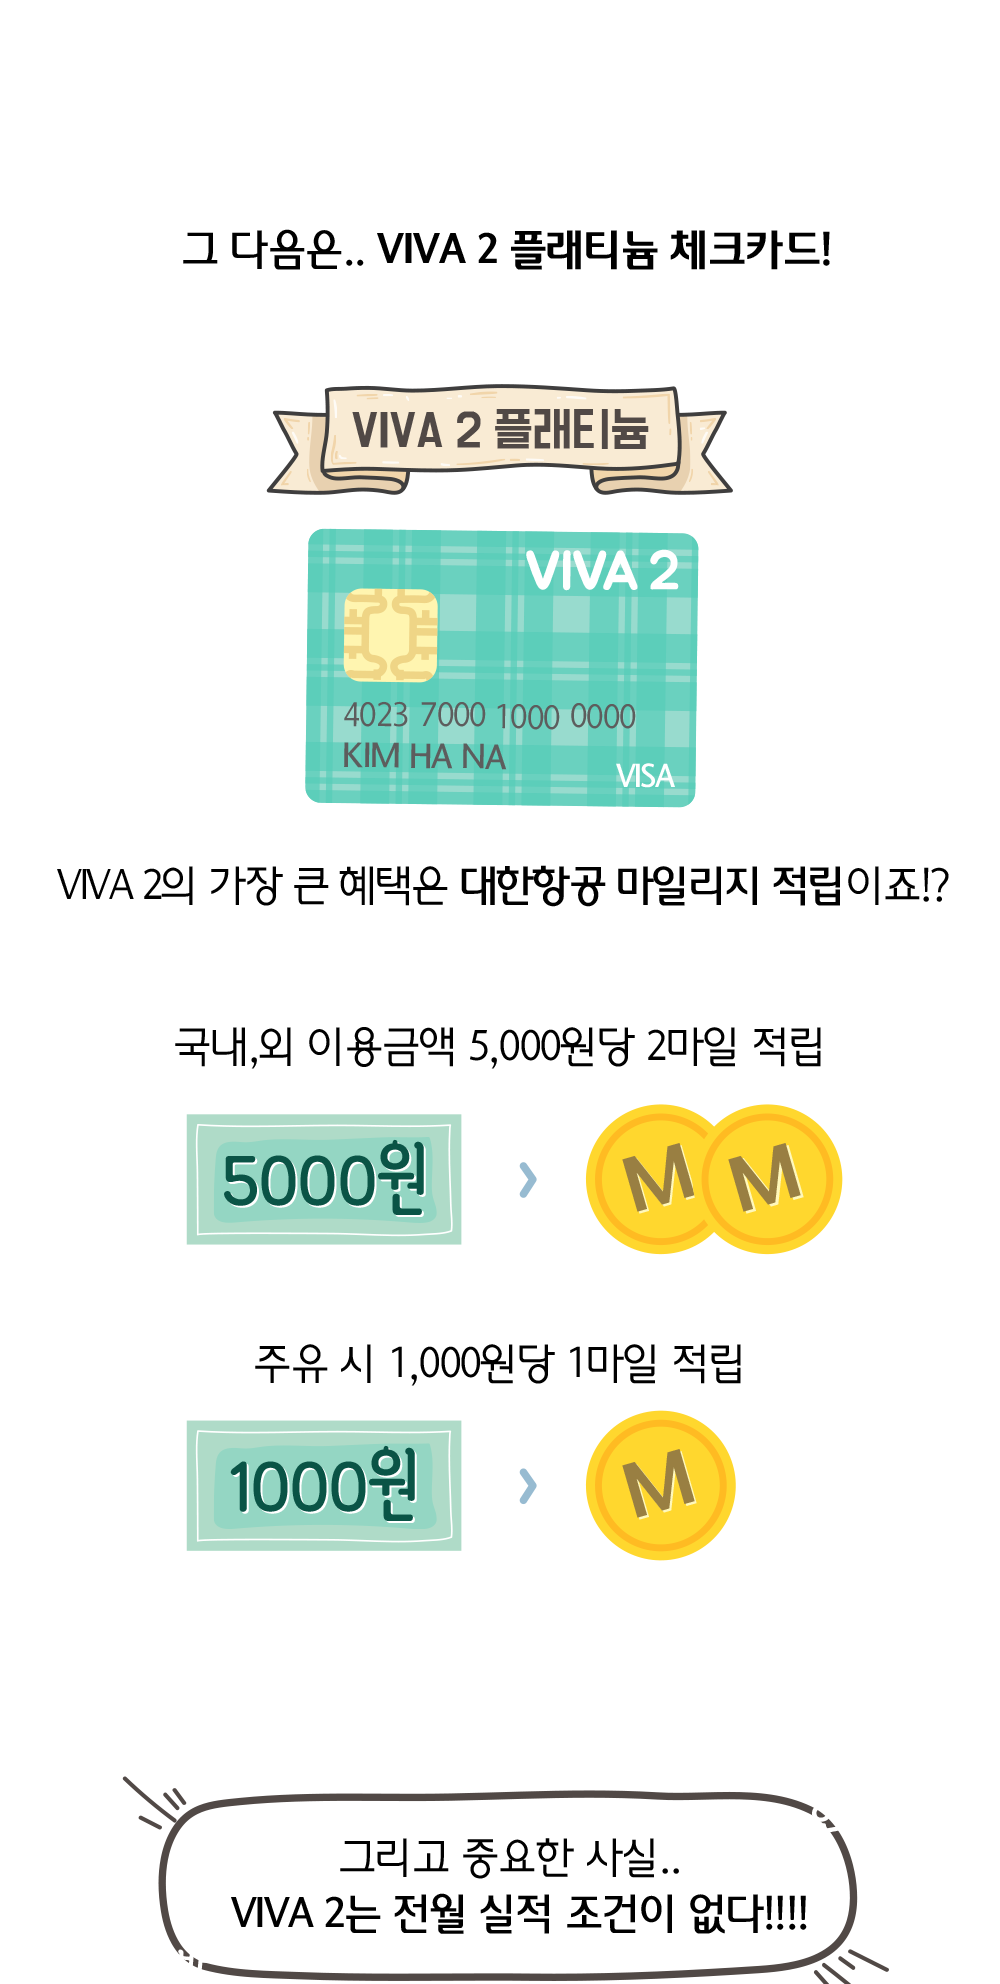 그 다음은.. VIVA 2 플래티늄 체크카드!
VIVA 2 플래티늄
VIVA 2
4023 7000 1000 0000
KIM HA NA
VISA
VIVA 2의 가장 큰 혜택은 대한항공 마일리지 적립이죠!?
국내,외 이용금액 5,000원당 2마일 적립
5000원
M M
주유 시 1,000원당 1마일 적립
1000원
M
그리고 중요한 사실..
VIVA 2는 전월 실적 조건이 없다!!!!